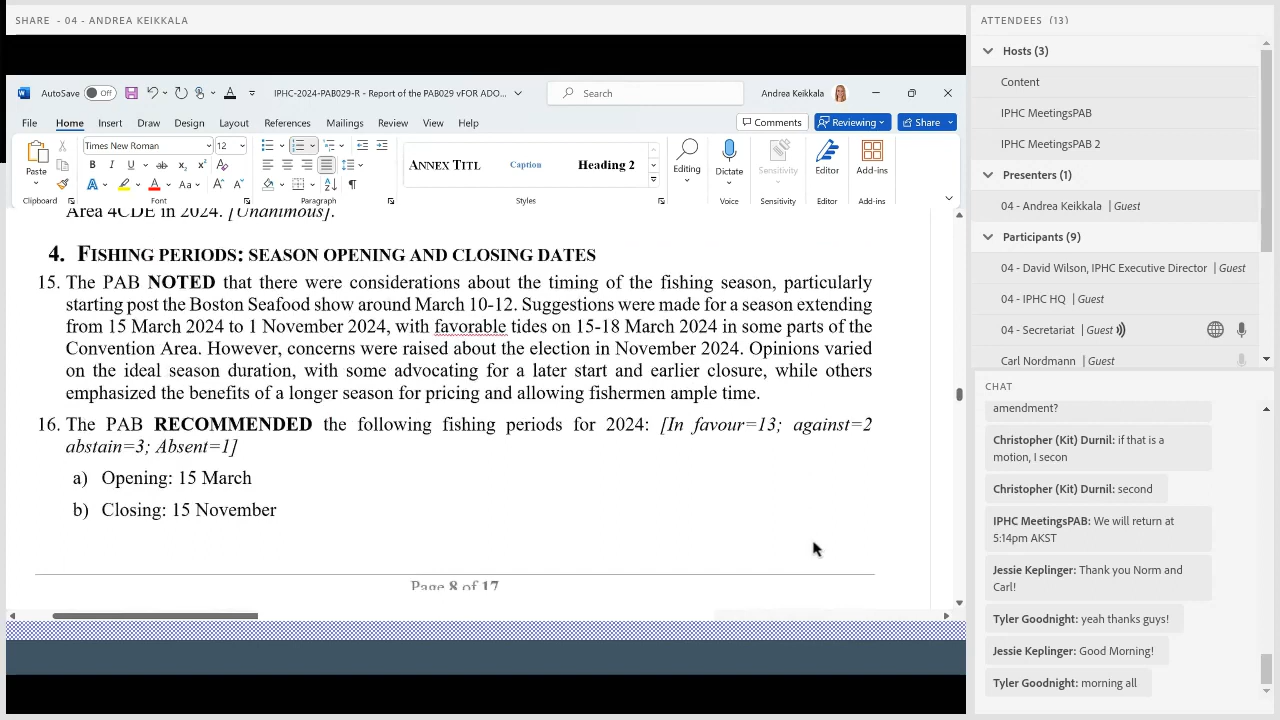 SHARE - 04 - ANDREA KEIKKALA
AutoSave Off
IPHC-2024-PAB029-R - Report of the PAB029 vFOR ADO...
Search
Andrea Keikkala
File Home Insert Draw Design Layout References Mailings Review View Help
Comments Reviewing Share
Paste
Times New Roman 12
B I U ab x₂ x²
A A Aa A A
ANNEX TITL Caption Heading 2
Editing Dictate Sensitivity Editor Add-ins
Clipboard Font Paragraph Styles Voice Sensitivity Editor Add-ins
Area 4CDE in 2024. [Unanimous].
4. FISHING PERIODS: SEASON OPENING AND CLOSING DATES
15. The PAB NOTED that there were considerations about the timing of the fishing season, particularly
starting post the Boston Seafood show around March 10-12. Suggestions were made for a season extending
from 15 March 2024 to 1 November 2024, with favorable tides on 15-18 March 2024 in some parts of the
Convention Area. However, concerns were raised about the election in November 2024. Opinions varied
on the ideal season duration, with some advocating for a later start and earlier closure, while others
emphasized the benefits of a longer season for pricing and allowing fishermen ample time.
16. The PAB RECOMMENDED the following fishing periods for 2024: [In favour=13; against=2
abstain=3; Absent=1]
a) Opening: 15 March
b) Closing: 15 November
Page 8 of 17
ATTENDEES (13)
Hosts (3)
Content
IPHC MeetingsPAB
IPHC MeetingsPAB 2
Presenters (1)
04 - Andrea Keikkala | Guest
Participants (9)
04 - David Wilson, IPHC Executive Director | Guest
04 - IPHC HQ | Guest
04 - Secretariat | Guest
Carl Nordmann | Guest
CHAT
amendment?
Christopher (Kit) Durnil: if that is a
motion, I secon
Christopher (Kit) Durnil: second
IPHC MeetingsPAB: We will return at
5:14pm AKST
Jessie Keplinger: Thank you Norm and
Carl!
Tyler Goodnight: yeah thanks guys!
Jessie Keplinger: Good Morning!
Tyler Goodnight: morning all